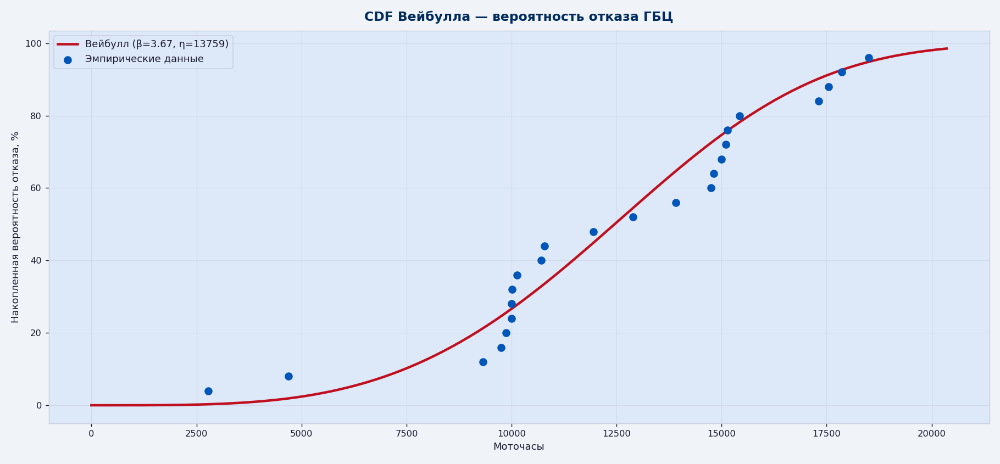 CDF Вейбулла — вероятность отказа ГБЦ
Вейбулл (β=3.67, η=13759)
Эмпирические данные
Накопленная вероятность отказа, %
100
80
60
40
20
0
0 2500 5000 7500 10000 12500 15000 17500 20000
Моточасы